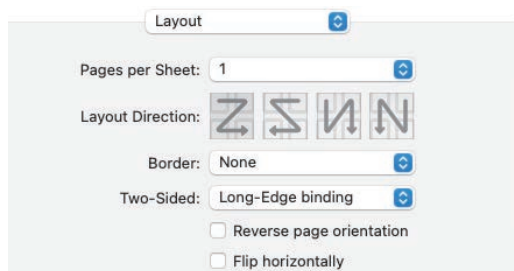 Layout
Pages per Sheet: 1
Layout Direction:
Border: None
Two-Sided: Long-Edge binding
Reverse page orientation
Flip horizontally